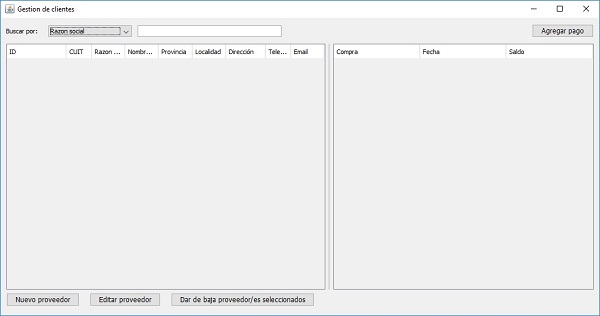 Gestion de clientes
Buscar por: Razon social Agregar pago
ID CUIT Razon ... Nombr... Provincia Localidad Dirección Tele... Email Compra Fecha Saldo
Nuevo proveedor Editar proveedor Dar de baja proveedor/es seleccionados